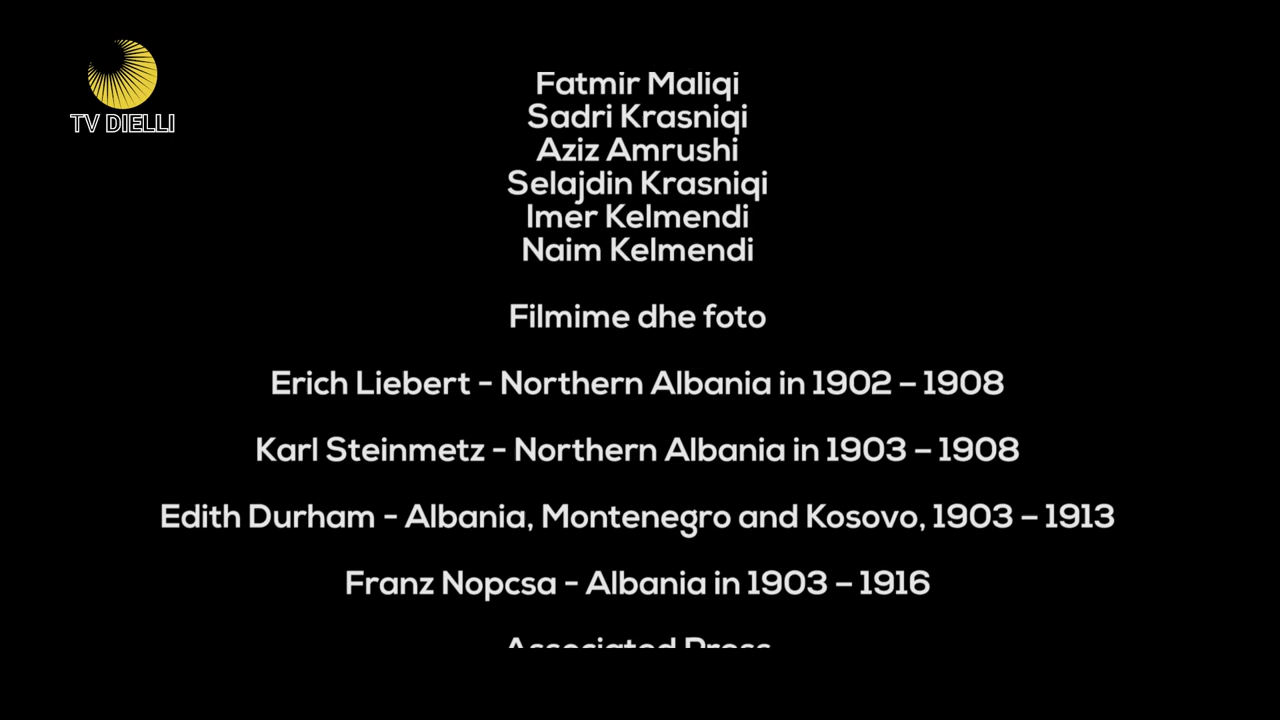 TV DIELLI
Fatmir Maliqi
Sadri Krasniqi
Aziz Amrushi
Selajdin Krasniqi
Imer Kelmendi
Naim Kelmendi
Filmime dhe foto
Erich Liebert - Northern Albania in 1902 – 1908
Karl Steinmetz - Northern Albania in 1903 – 1908
Edith Durham - Albania, Montenegro and Kosovo, 1903 – 1913
Franz Nopcsa - Albania in 1903 – 1916
Associated Press